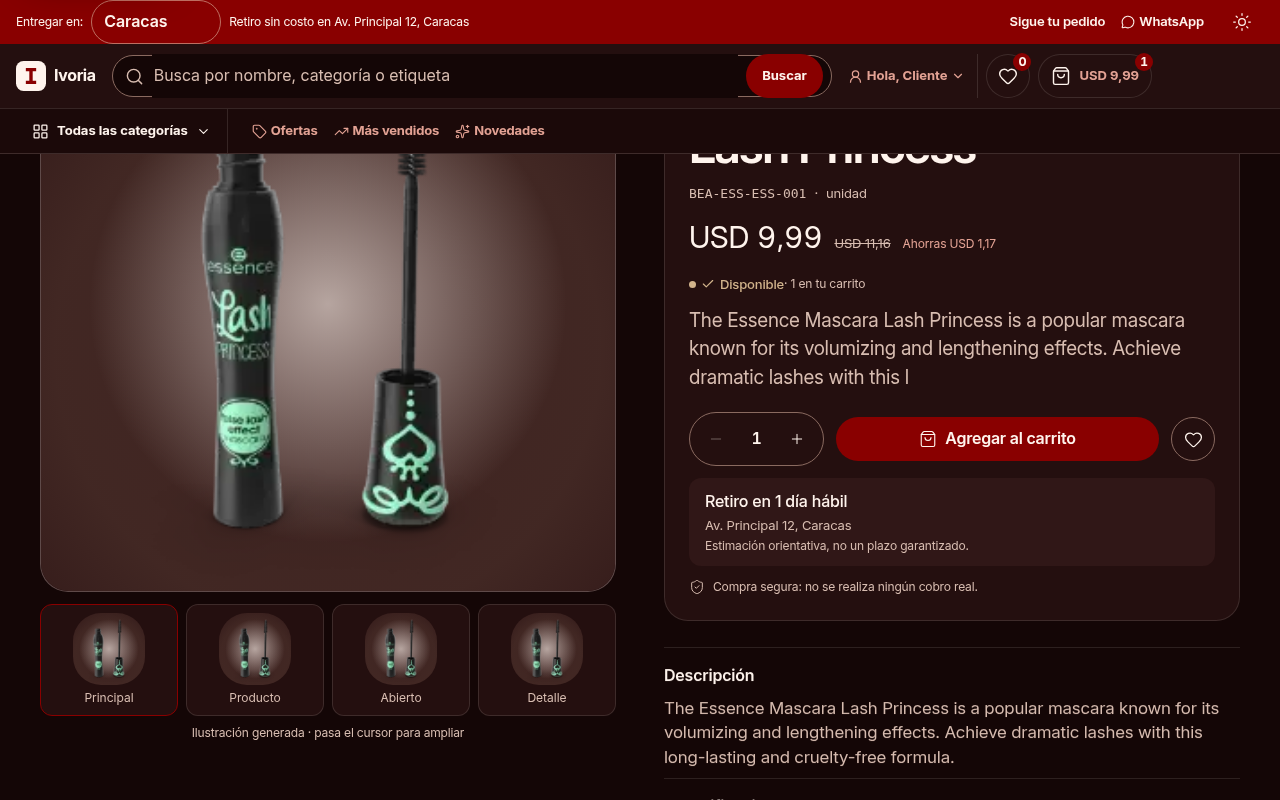 Entregar en: Caracas Retiro sin costo en Av. Principal 12, Caracas Sigue tu pedido WhatsApp
I Ivoria Busca por nombre, categoría o etiqueta Buscar Hola, Cliente 0 USD 9,99 1
Todas las categorías Ofertas Más vendidos Novedades
Lash Princess
BEA-ESS-ESS-001 · unidad
USD 9,99 USD 11,16 Ahorras USD 1,17
Disponible · 1 en tu carrito
The Essence Mascara Lash Princess is a popular mascara
known for its volumizing and lengthening effects. Achieve
dramatic lashes with this l
1 Agregar al carrito
Retiro en 1 día hábil
Av. Principal 12, Caracas
Estimación orientativa, no un plazo garantizado.
Compra segura: no se realiza ningún cobro real.
essence
Lash
PRINCESS
false lash
effect
mascara
Principal Producto Abierto Detalle
Ilustración generada · pasa el cursor para ampliar
Descripción
The Essence Mascara Lash Princess is a popular mascara known for its
volumizing and lengthening effects. Achieve dramatic lashes with this
long-lasting and cruelty-free formula.